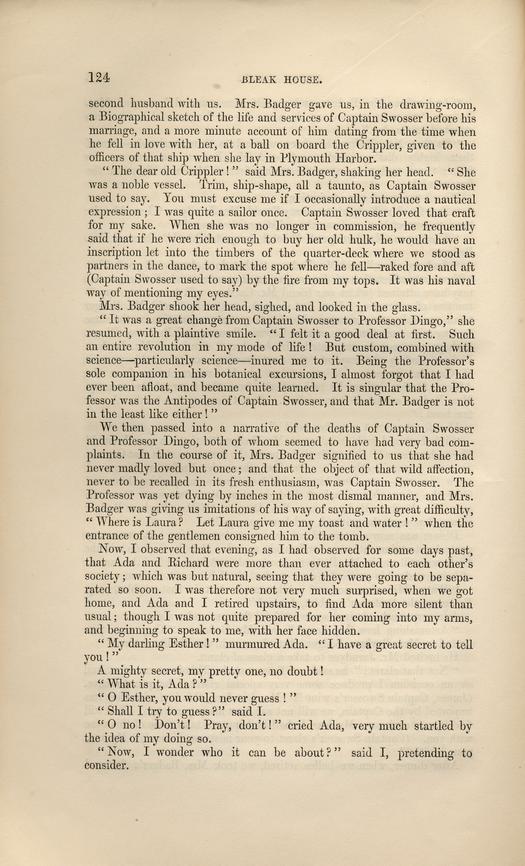 124 BLEAK HOUSE.
second husband with us. Mrs. Badger gave us, in the drawing-room,
a Biographical sketch of the life and services of Captain Swosser before his
marriage, and a more minute account of him dating from the time when
he fell in love with her, at a ball on board the Crippler, given to the
officers of that ship when she lay in Plymouth Harbor.
“ The dear old Crippler ! ” said Mrs. Badger, shaking her head. “ She
was a noble vessel. Trim, ship-shape, all a taunto, as Captain Swosser
used to say. You must excuse me if I occasionally introduce a nautical
expression ; I was quite a sailor once. Captain Swosser loved that craft
for my sake. When she was no longer in commission, he frequently
said that if he were rich enough to buy her old hulk, he would have an
inscription let into the timbers of the quarter-deck where we stood as
partners in the dance, to mark the spot where he fell—raked fore and aft
(Captain Swosser used to say) by the fire from my tops. It was his naval
way of mentioning my eyes.”
Mrs. Badger shook her head, sighed, and looked in the glass.
“ It was a great change from Captain Swosser to Professor Dingo,” she
resumed, with a plaintive smile. “ I felt it a good deal at first. Such
an entire revolution in my mode of life ! But custom, combined with
science—particularly science—inured me to it. Being the Professor’s
sole companion in his botanical excursions, I almost forgot that I had
ever been afloat, and became quite learned. It is singular that the Pro-
fessor was the Antipodes of Captain Swosser, and that Mr. Badger is not
in the least like either ! ”
We then passed into a narrative of the deaths of Captain Swosser
and Professor Dingo, both of whom seemed to have had very bad com-
plaints. In the course of it, Mrs. Badger signified to us that she had
never madly loved but once ; and that the object of that wild affection,
never to be recalled in its fresh enthusiasm, was Captain Swosser. The
Professor was yet dying by inches in the most dismal manner, and Mrs.
Badger was giving us imitations of his way of saying, with great difficulty,
“ Where is Laura ? Let Laura give me my toast and water ! ” when the
entrance of the gentlemen consigned him to the tomb.
Now, I observed that evening, as I had observed for some days past,
that Ada and Richard were more than ever attached to each other’s
society ; which was but natural, seeing that they were going to be sepa-
rated so soon. I was therefore not very much surprised, when we got
home, and Ada and I retired upstairs, to find Ada more silent than
usual ; though I was not quite prepared for her coming into my arms,
and beginning to speak to me, with her face hidden.
“ My darling Esther ! ” murmured Ada. “ I have a great secret to tell
you ! ”
A mighty secret, my pretty one, no doubt !
“ What is it, Ada ? ”
“ O Esther, you would never guess ! ”
“ Shall I try to guess ? ” said I.
“ O no ! Don’t ! Pray, don’t ! ” cried Ada, very much startled by
the idea of my doing so.
“ Now, I wonder who it can be about ? ” said I, pretending to
consider.